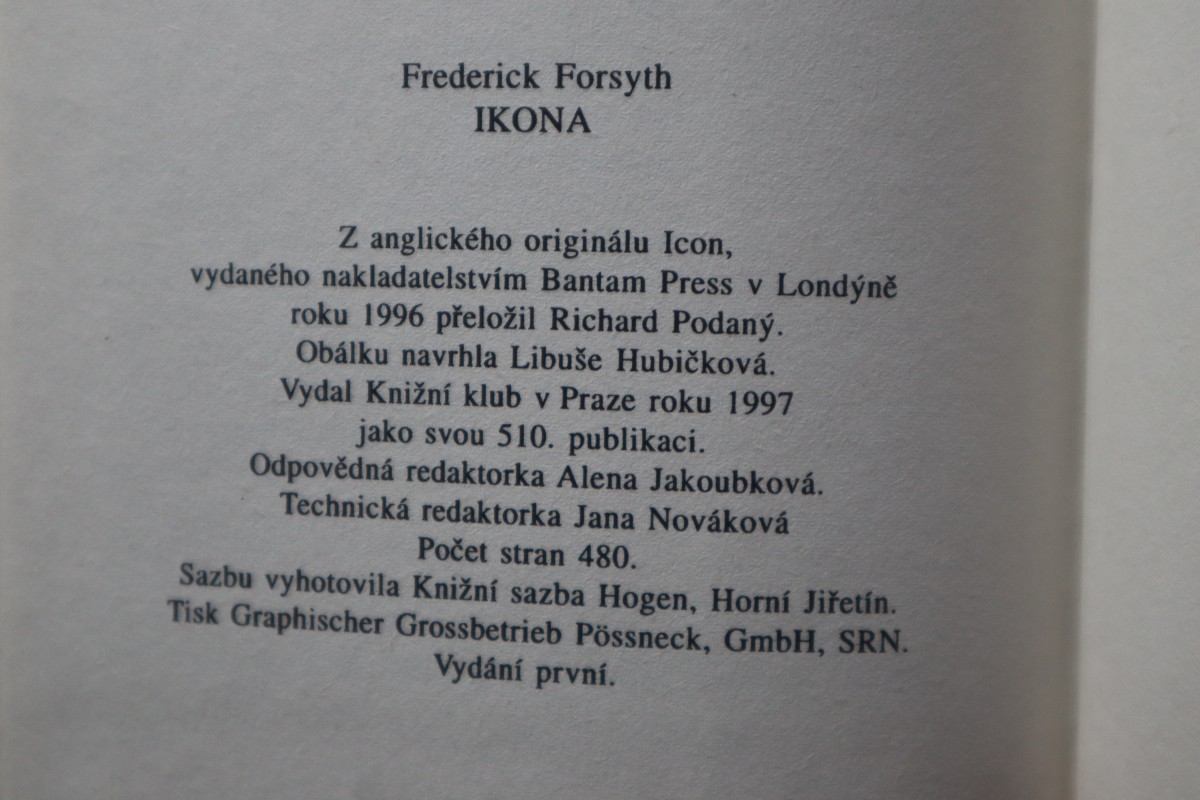 Frederick Forsyth
IKONA
Z anglického originálu Icon,
vydaného nakladatelstvím Bantam Press v Londýně
roku 1996 přeložil Richard Podaný.
Obálku navrhla Libuše Hubičková.
Vydal Knižní klub v Praze roku 1997
jako svou 510. publikaci.
Odpovědná redaktorka Alena Jakoubková.
Technická redaktorka Jana Nováková
Počet stran 480.
Sazbu vyhotovila Knižní sazba Hogen, Horní Jiřetín.
Tisk Graphischer Grossbetrieb Pössneck, GmbH, SRN.
Vydání první.